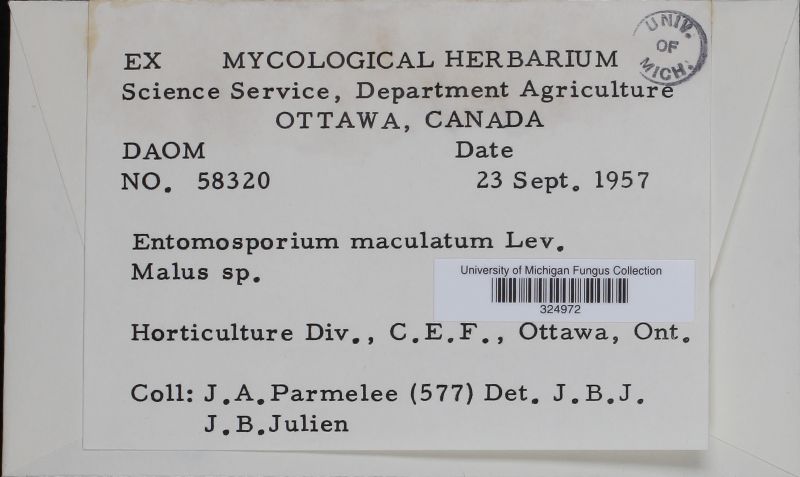 UNIV.
OF
MICH.
EX MYCOLOGICAL HERBARIUM
Science Service, Department Agriculture
OTTAWA, CANADA
DAOM Date
NO. 58320 23 Sept. 1957
Entomosporium maculatum Lev.
Malus sp.
University of Michigan Fungus Collection
324972
Horticulture Div., C.E.F., Ottawa, Ont.
Coll: J.A.Parmelee (577) Det. J.B.J.
J.B.Julien